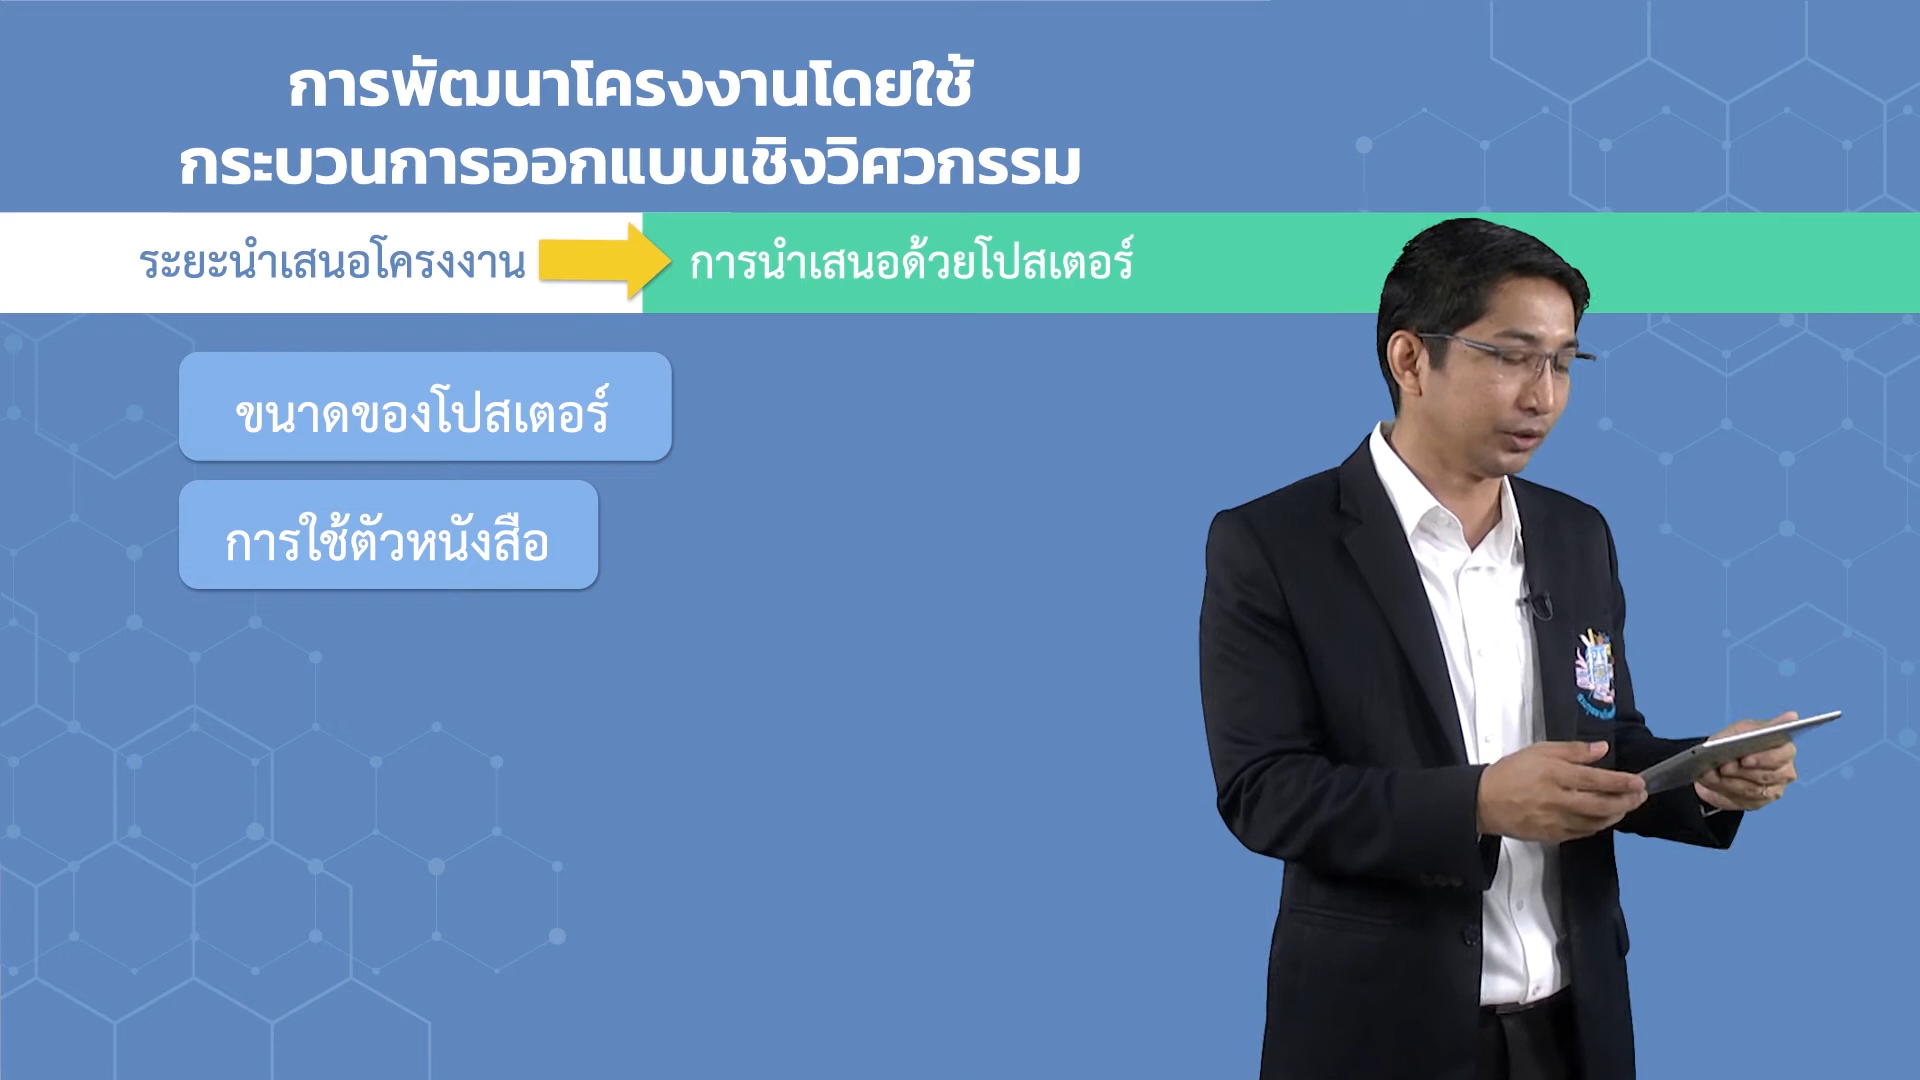 การพัฒนาโครงงานโดยใช้
กระบวนการออกแบบเชิงวิศวกรรม
ระยะนำเสนอโครงงาน
การนำเสนอด้วยโปสเตอร์
ขนาดของโปสเตอร์
การใช้ตัวหนังสือ